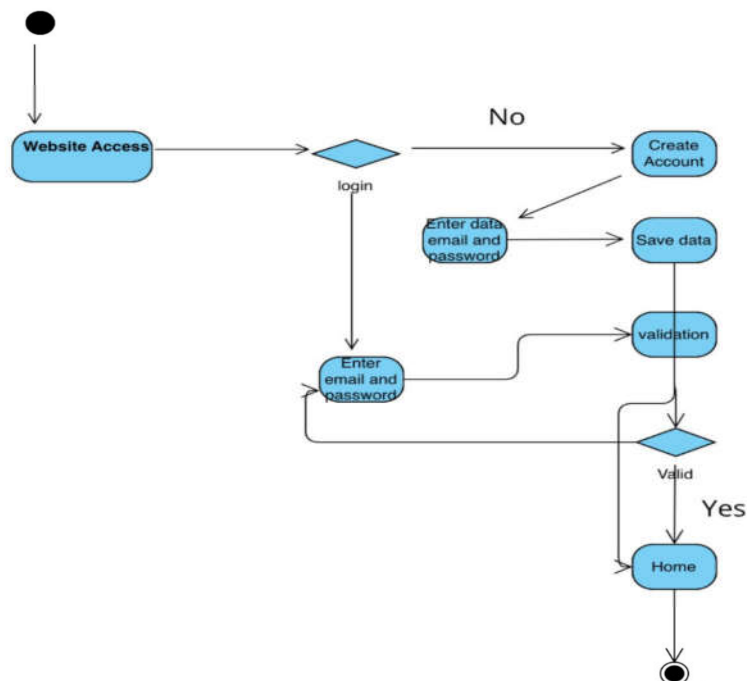 No
Website Access
Create
Account
login
Enter data
email and
password
Save data
validation
Enter
email and
password
Valid
Yes
Home